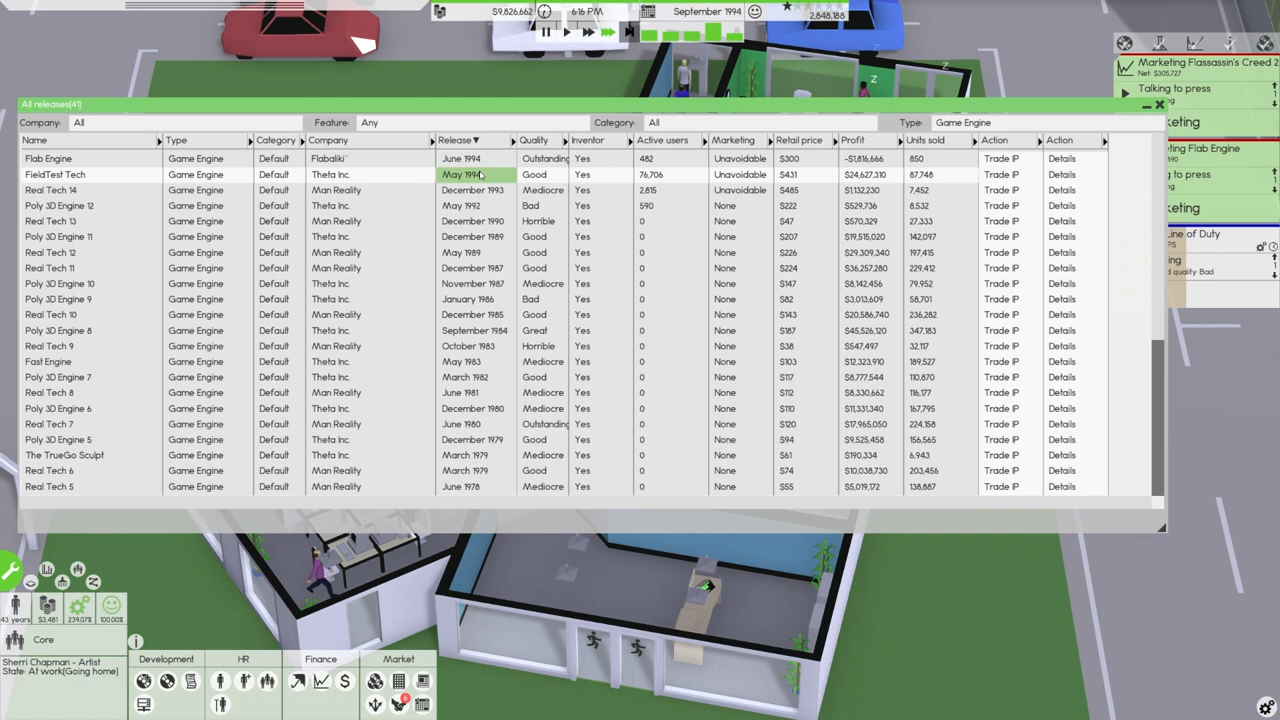 $9,826,662 6:16 PM September 1994 2,848,188
Marketing Flassassin's Creed 2
Net: $305,727
Talking to press
All releases(41)
Company: All Feature: Any Category: All Type: Game Engine
Name Type Category Company Release▼ Quality Inventor Active users Marketing Retail price Profit Units sold Action Action
Flab Engine Game Engine Default Flabaliki` June 1994 Outstanding Yes 482 Unavoidable $300 -$1,816,666 850 Trade IP Details
FieldTest Tech Game Engine Default Theta Inc. May 1994 Good Yes 76,706 Unavoidable $431 $24,627,310 87,748 Trade IP Details
Real Tech 14 Game Engine Default Man Reality December 1993 Mediocre Yes 2,815 Unavoidable $485 $1,132,230 7,452 Trade IP Details
Poly 3D Engine 12 Game Engine Default Theta Inc. May 1992 Bad Yes 590 None $222 $529,736 8,532 Trade IP Details
Real Tech 13 Game Engine Default Man Reality December 1990 Horrible Yes 0 None $47 $570,329 27,333 Trade IP Details
Poly 3D Engine 11 Game Engine Default Theta Inc. December 1989 Good Yes 0 None $207 $19,515,020 142,097 Trade IP Details
Real Tech 12 Game Engine Default Man Reality May 1989 Good Yes 0 None $226 $29,309,340 197,415 Trade IP Details
Real Tech 11 Game Engine Default Man Reality December 1987 Good Yes 0 None $224 $36,257,280 229,412 Trade IP Details
Poly 3D Engine 10 Game Engine Default Theta Inc. November 1987 Mediocre Yes 0 None $147 $8,142,456 79,952 Trade IP Details
Poly 3D Engine 9 Game Engine Default Theta Inc. January 1986 Bad Yes 0 None $82 $3,013,609 58,701 Trade IP Details
Real Tech 10 Game Engine Default Man Reality December 1985 Good Yes 0 None $143 $20,586,740 236,282 Trade IP Details
Poly 3D Engine 8 Game Engine Default Theta Inc. September 1984 Great Yes 0 None $187 $45,526,120 347,183 Trade IP Details
Real Tech 9 Game Engine Default Man Reality October 1983 Horrible Yes 0 None $38 $547,497 32,117 Trade IP Details
Fast Engine Game Engine Default Theta Inc. May 1983 Mediocre Yes 0 None $103 $12,323,910 189,527 Trade IP Details
Poly 3D Engine 7 Game Engine Default Theta Inc. March 1982 Good Yes 0 None $117 $8,777,544 110,870 Trade IP Details
Real Tech 8 Game Engine Default Man Reality June 1981 Mediocre Yes 0 None $112 $8,330,662 116,177 Trade IP Details
Poly 3D Engine 6 Game Engine Default Theta Inc. December 1980 Mediocre Yes 0 None $110 $11,331,340 167,795 Trade IP Details
Real Tech 7 Game Engine Default Man Reality June 1980 Outstanding Yes 0 None $120 $17,965,050 224,158 Trade IP Details
Poly 3D Engine 5 Game Engine Default Theta Inc. December 1979 Good Yes 0 None $94 $9,525,458 156,565 Trade IP Details
The TrueGo Sculpt Game Engine Default Theta Inc. March 1979 Mediocre Yes 0 None $61 $190,334 6,943 Trade IP Details
Real Tech 6 Game Engine Default Man Reality March 1979 Good Yes 0 None $74 $10,038,730 203,456 Trade IP Details
Real Tech 5 Game Engine Default Man Reality June 1978 Mediocre Yes 0 None $55 $5,019,172 138,887 Trade IP Details
keting
keting Flab Engine
ng to press
keting
Line of Duty
d quality Bad
43 years $3,481 239.07% 100.00%
Core
Sherri Chapman - Artist
State: At work(Going home)
Development HR Finance Market
Z
Z